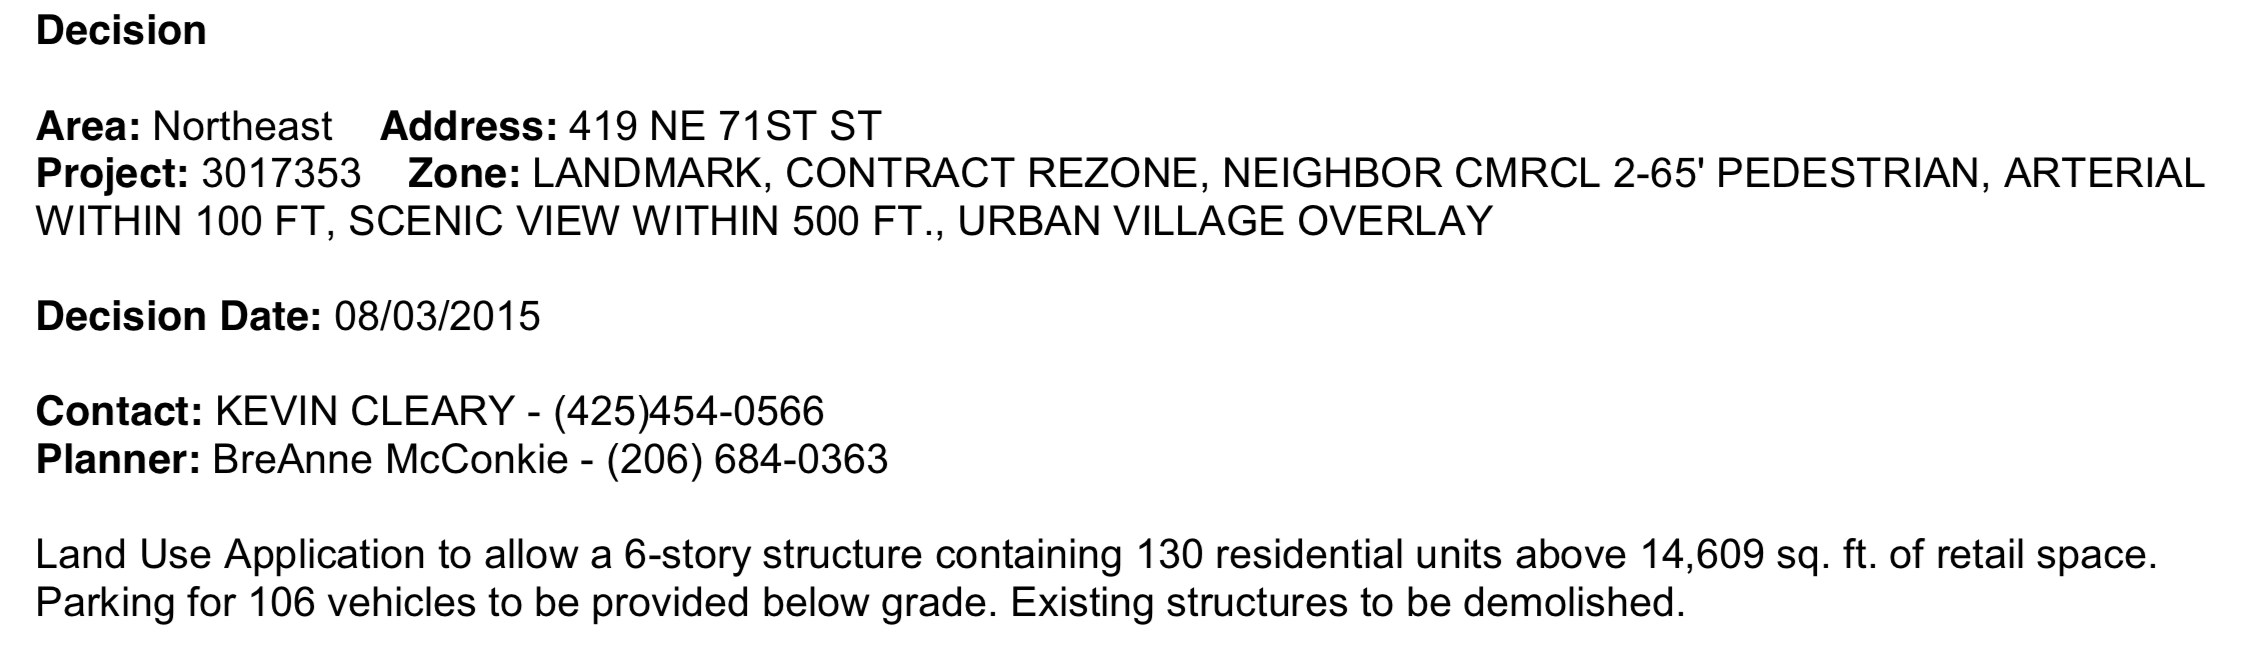 Decision
Area: Northeast Address: 419 NE 71ST ST
Project: 3017353 Zone: LANDMARK, CONTRACT REZONE, NEIGHBOR CMRCL 2-65' PEDESTRIAN, ARTERIAL
WITHIN 100 FT, SCENIC VIEW WITHIN 500 FT., URBAN VILLAGE OVERLAY
Decision Date: 08/03/2015
Contact: KEVIN CLEARY - (425)454-0566
Planner: BreAnne McConkie - (206) 684-0363
Land Use Application to allow a 6-story structure containing 130 residential units above 14,609 sq. ft. of retail space.
Parking for 106 vehicles to be provided below grade. Existing structures to be demolished.